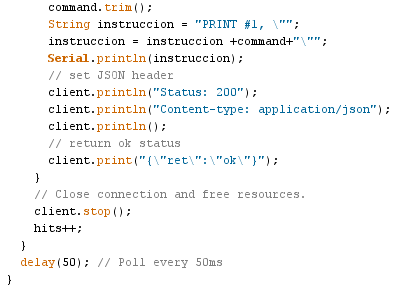 command.trim();
String instruccion = "PRINT #1, \"";
instruccion = instruccion +command+"\"";
Serial.println(instruccion);
// set JSON header
client.println("Status: 200");
client.println("Content-type: application/json");
client.println();
// return ok status
client.print("{\"ret\":\"ok\"}");
}
// Close connection and free resources.
client.stop();
hits++;
}
delay(50); // Poll every 50ms
}